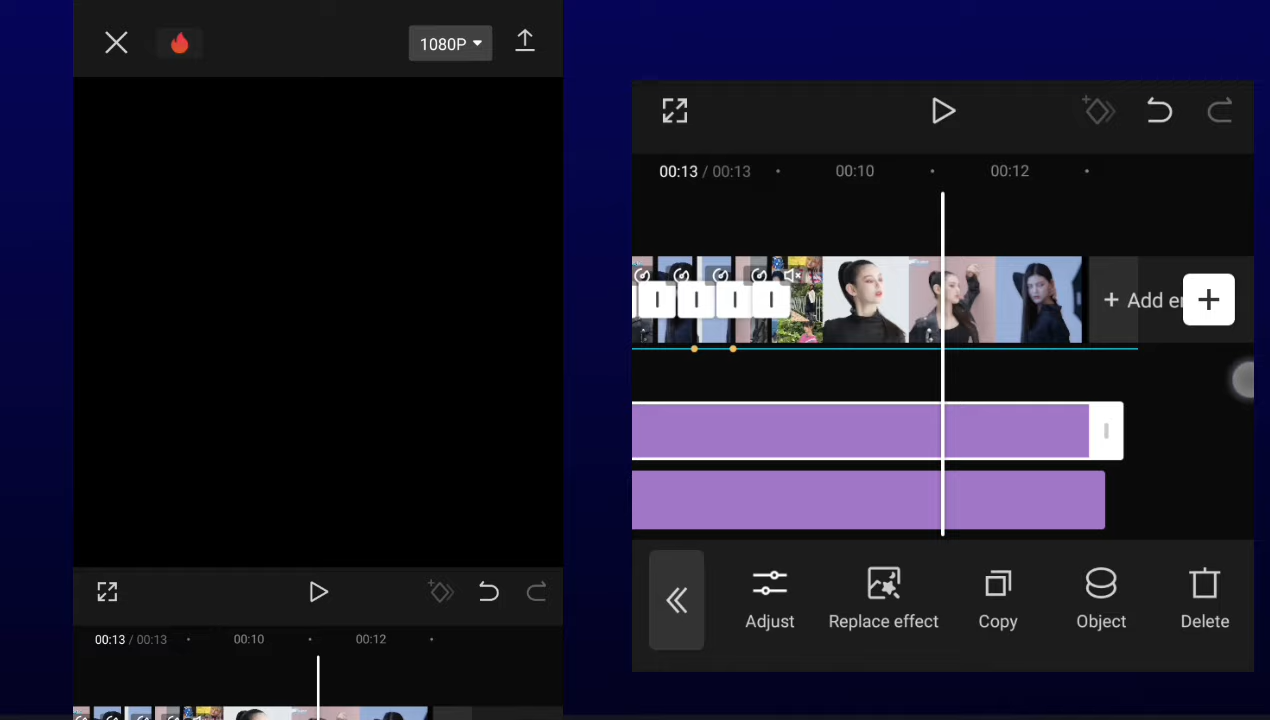 1080P
00:13 / 00:13
00:10
00:12
00:13 / 00:13
00:10
00:12
+ Add
Adjust
Replace effect
Copy
Object
Delete